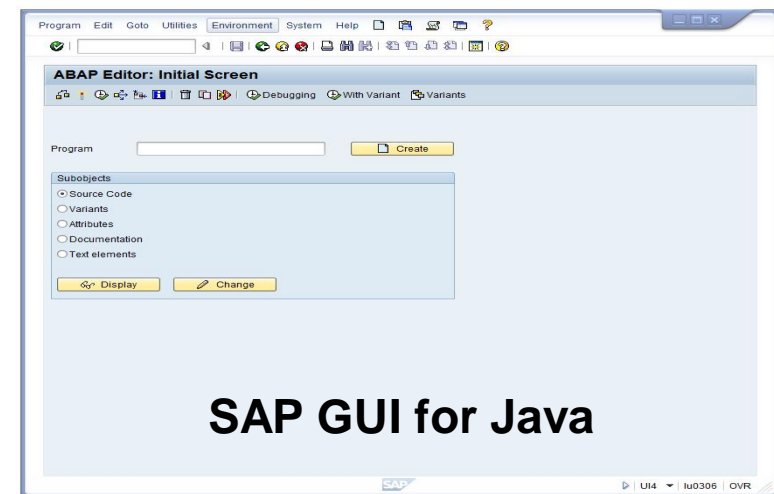 Program Edit Goto Utilities Environment System Help
ABAP Editor: Initial Screen
Debugging With Variant Variants
Program Create
Subobjects
Source Code
Variants
Attributes
Documentation
Text elements
Display Change
SAP GUI for Java
SAP
UI4 lu0306 OVR